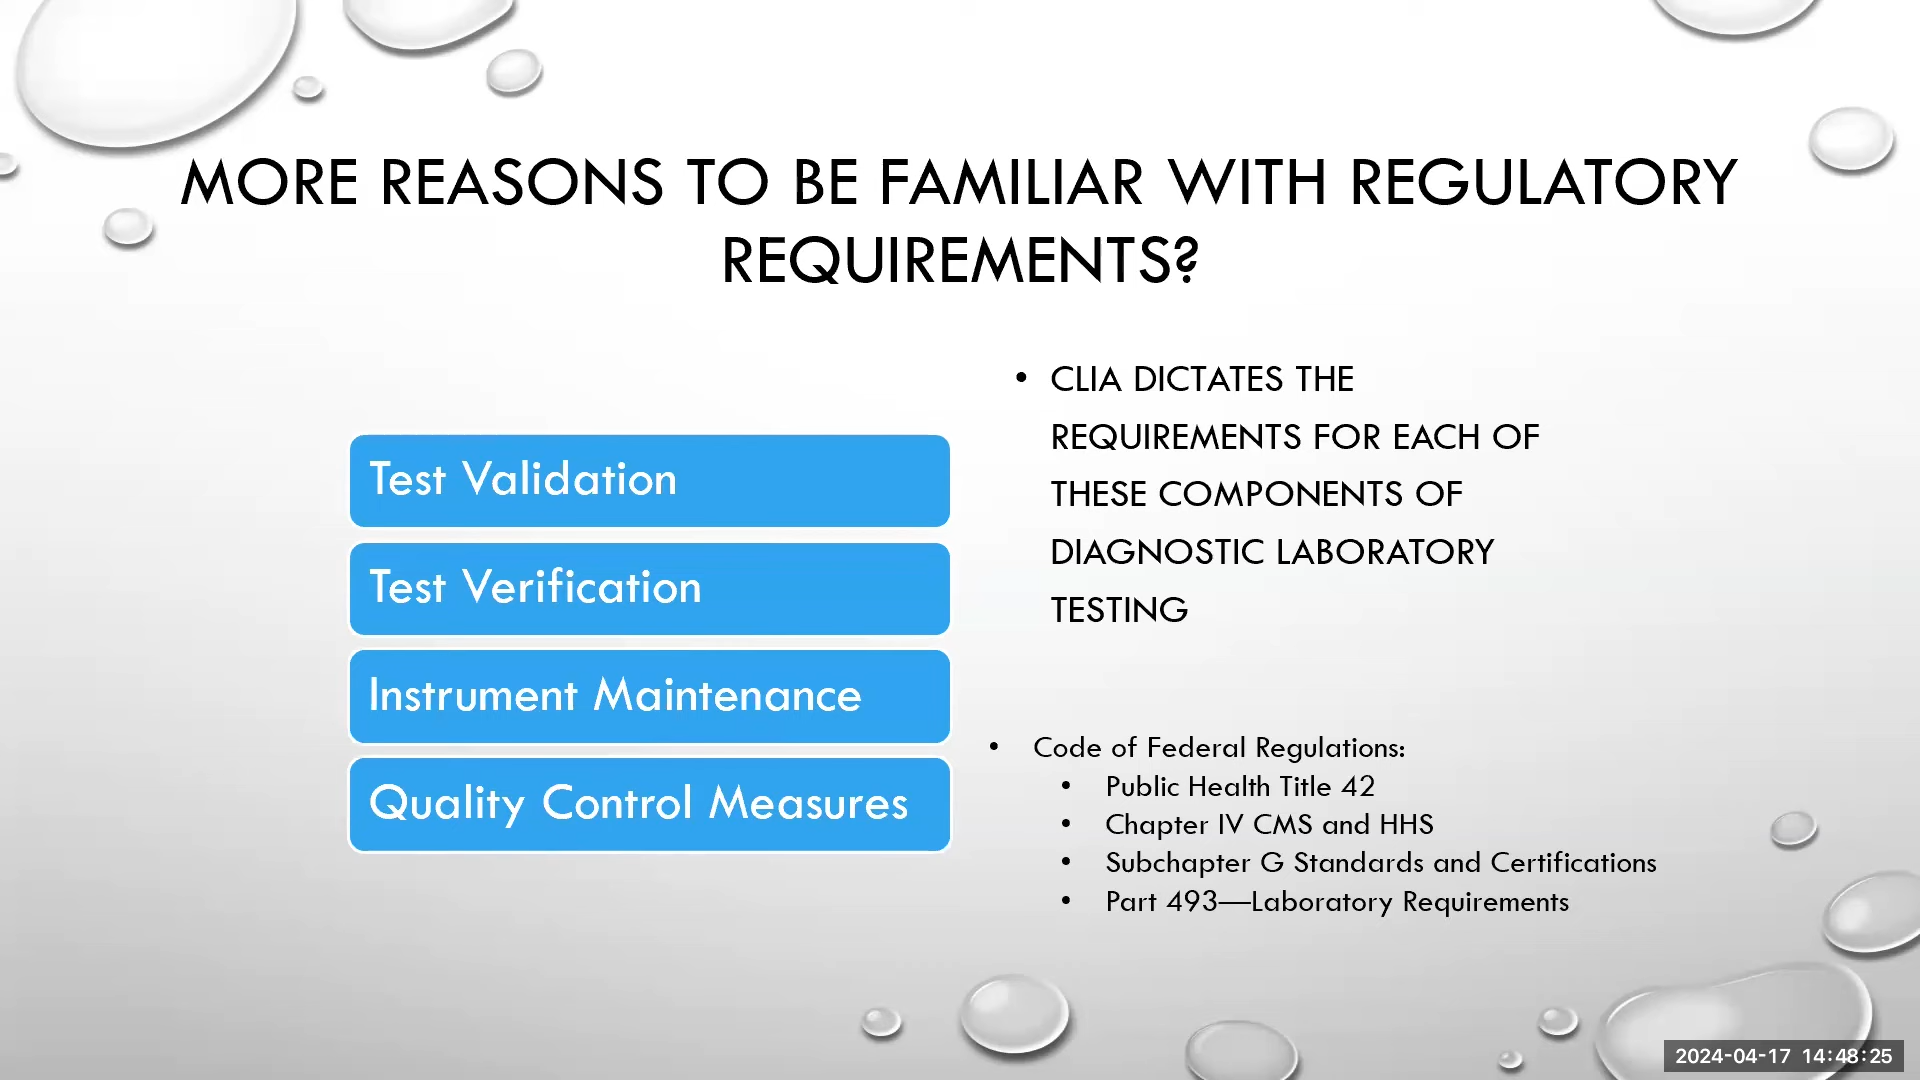 MORE REASONS TO BE FAMILIAR WITH REGULATORY
REQUIREMENTS?
Test Validation
Test Verification
Instrument Maintenance
Quality Control Measures
• CLIA DICTATES THE
REQUIREMENTS FOR EACH OF
THESE COMPONENTS OF
DIAGNOSTIC LABORATORY
TESTING
• Code of Federal Regulations:
• Public Health Title 42
• Chapter IV CMS and HHS
• Subchapter G Standards and Certifications
• Part 493—Laboratory Requirements
2024-04-17 14:48:25